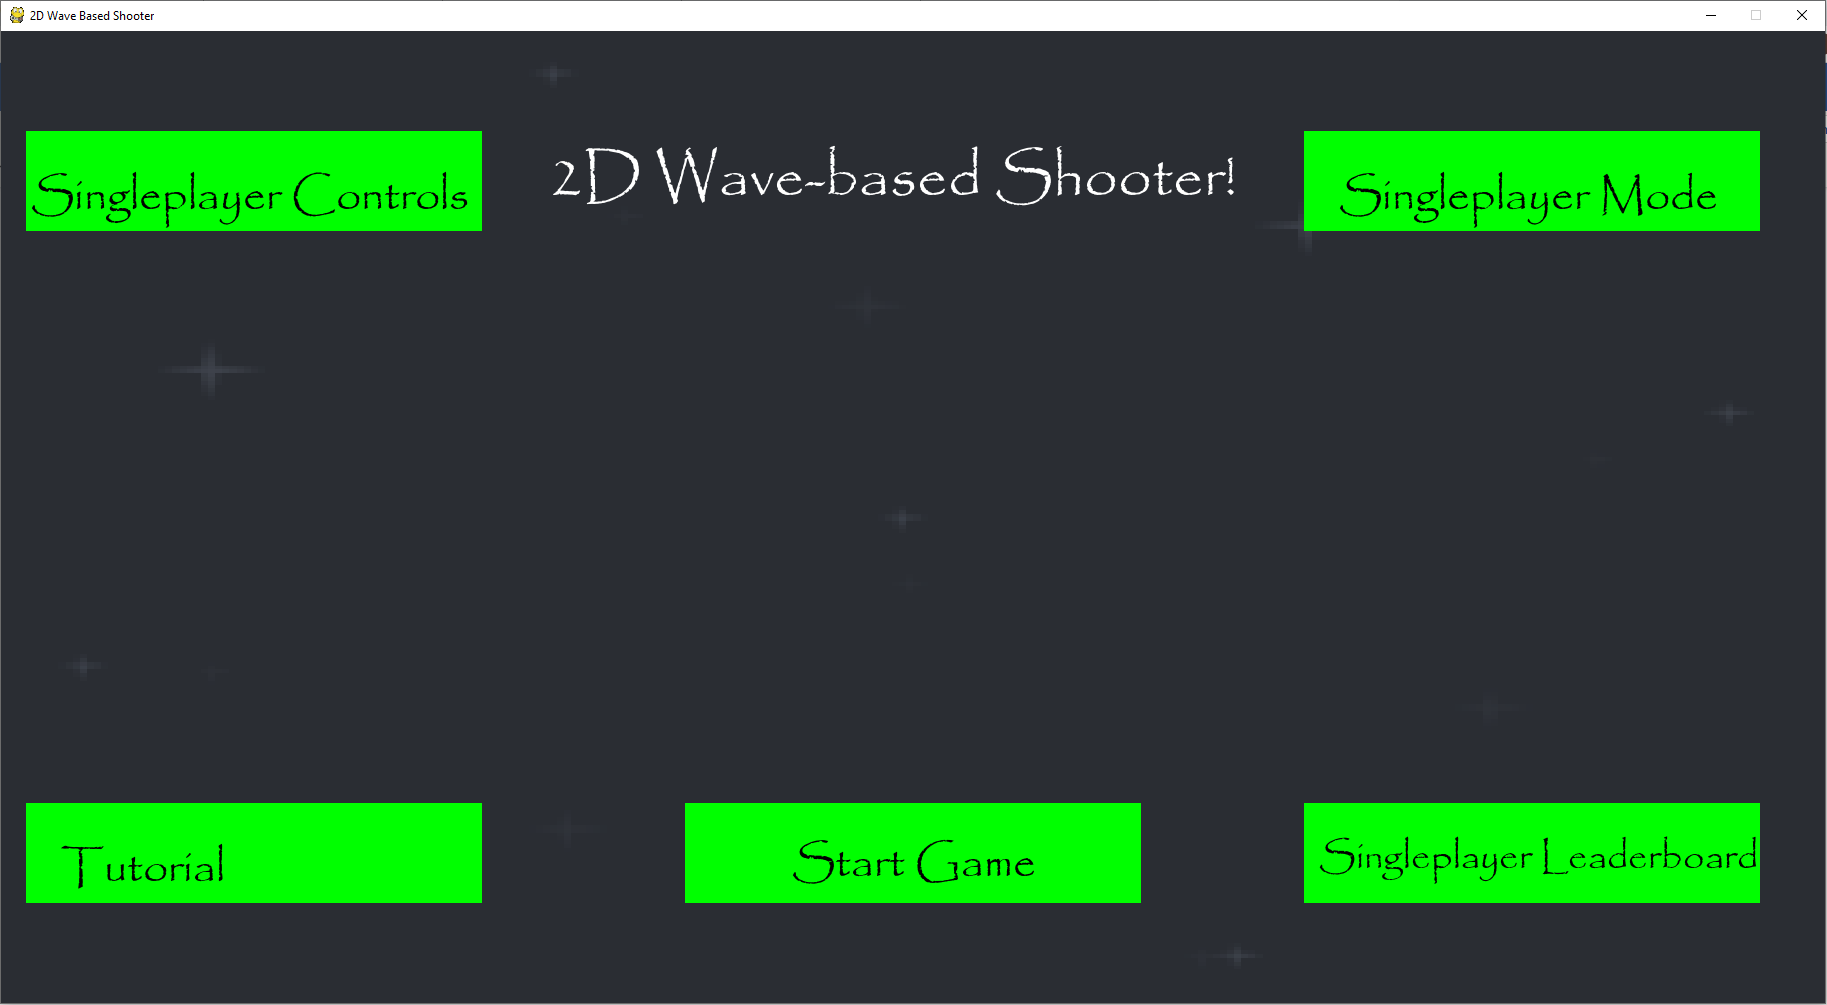 2D Wave Based Shooter
Singleplayer Controls
2D Wave-based Shooter!
Singleplayer Mode
Tutorial
Start Game
Singleplayer Leaderboard